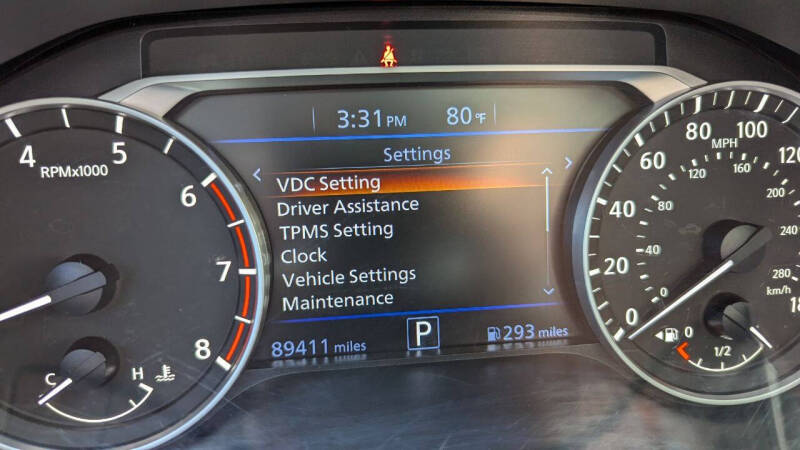 3:31 PM 80°F
Settings
VDC Setting
Driver Assistance
TPMS Setting
Clock
Vehicle Settings
Maintenance
89411 miles P 293 miles
4 5 6 7 8
RPMx1000
C H
0 20 40 60 80 100 120
MPH
0 40 80 120 160 200 240 280
km/h
0 1/2